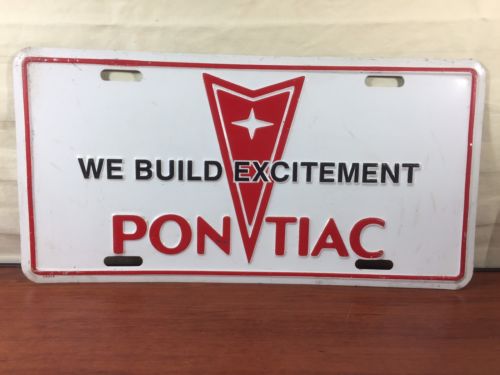 WE BUILD EXCITEMENT
PONTIAC